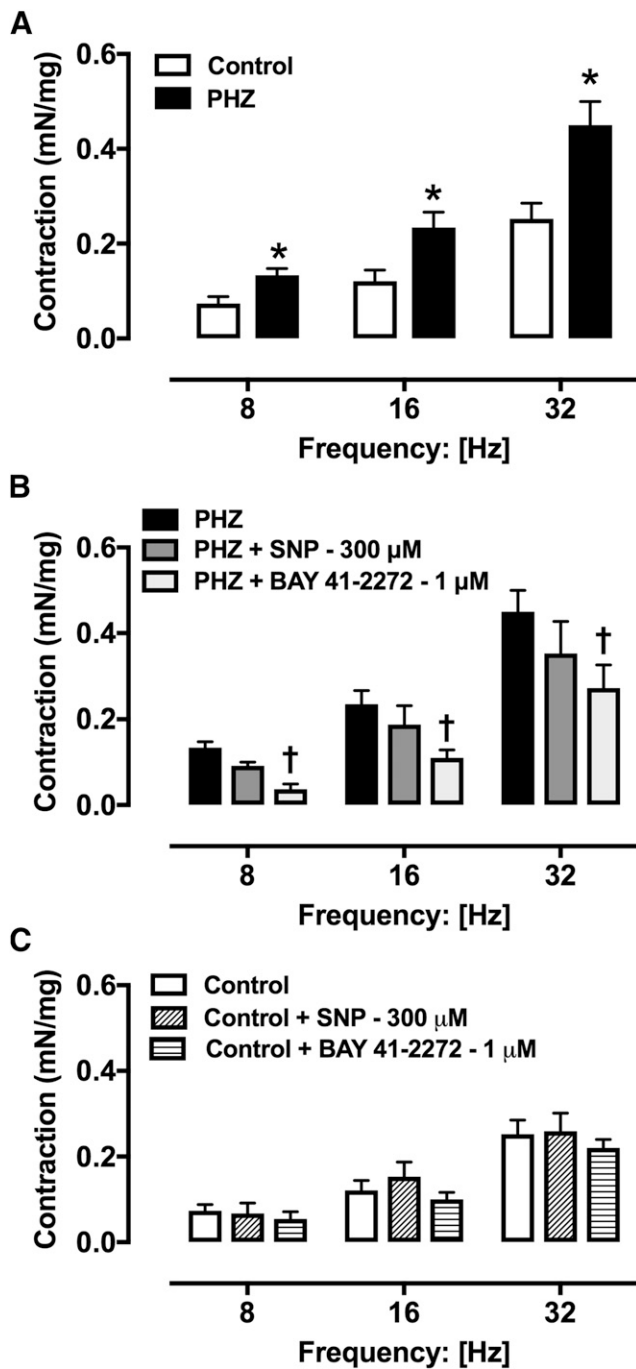 A
Contraction (mN/mg)
0.6
0.4
0.2
0.0
Control
PHZ
*
*
*
8
16
32
Frequency: [Hz]
B
Contraction (mN/mg)
0.6
0.4
0.2
0.0
PHZ
PHZ + SNP - 300 µM
PHZ + BAY 41-2272 - 1 µM
†
†
†
8
16
32
Frequency: [Hz]
C
Contraction (mN/mg)
0.6
0.4
0.2
0.0
Control
Control + SNP - 300 µM
Control + BAY 41-2272 - 1 µM
8
16
32
Frequency: [Hz]